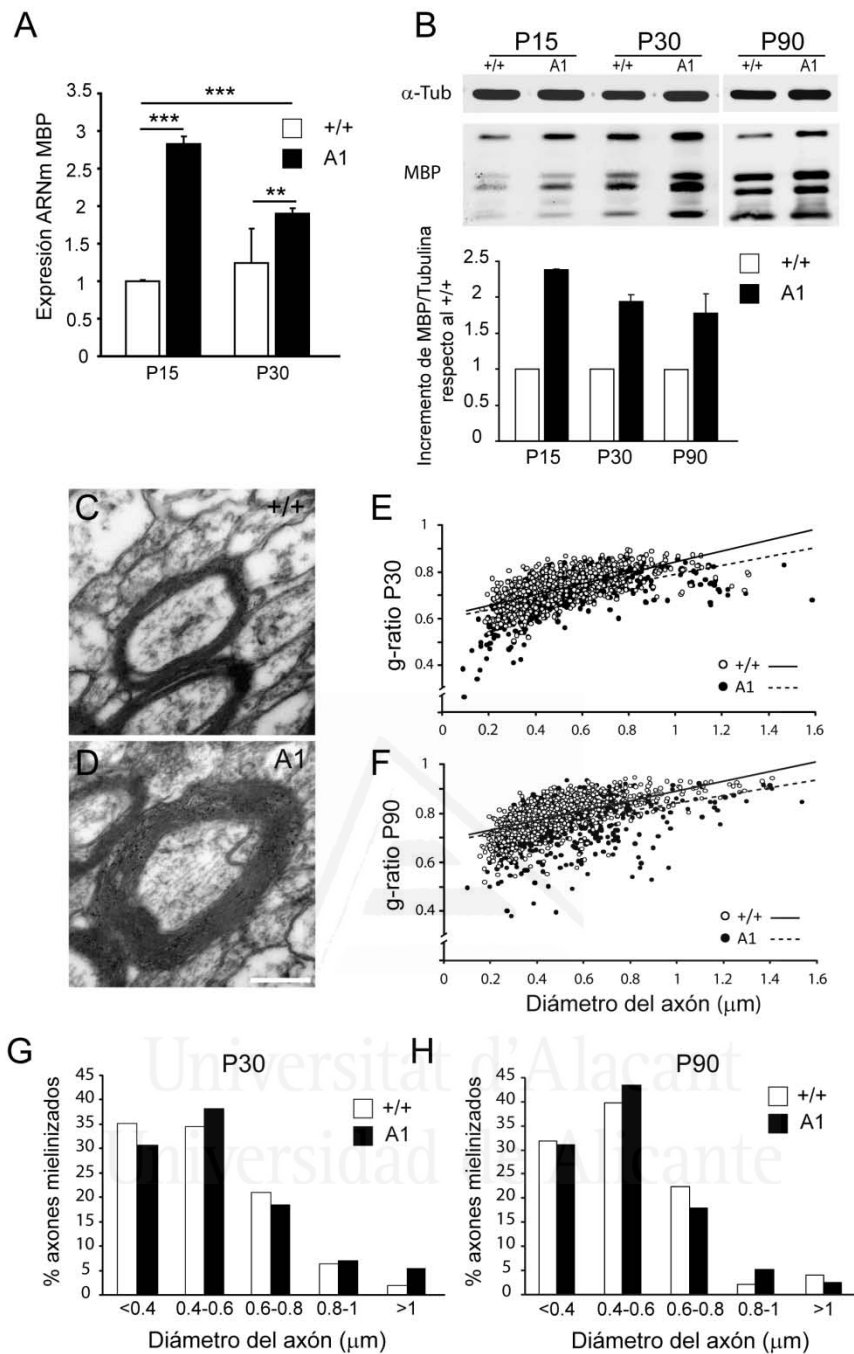 A
Expresión ARNm MBP
3.5
3
2.5
2
1.5
1
0.5
0
***
***
**
+/+
A1
P15
P30
B
P15
P30
P90
+/+
A1
+/+
A1
+/+
A1
α-Tub
MBP
Incremento de MBP/Tubulina
respecto al +/+
2.5
2
1.5
1
0.5
0
+/+
A1
P15
P30
P90
C
+/+
D
A1
E
g-ratio P30
1
0.9
0.8
0.6
0.4
+/+
A1
0.2
0.4
0.6
0.8
1
1.2
1.4
1.6
F
g-ratio P90
1
0.9
0.8
0.6
0.4
+/+
A1
0.2
0.4
0.6
0.8
1
1.2
1.4
1.6
Diámetro del axón (μm)
Universitat d'Alacant
Universidad de Alicante
G
P30
% axones mielinizados
45
40
35
30
25
20
15
10
5
0
+/+
A1
<0.4
0.4-0.6
0.6-0.8
0.8-1
>1
Diámetro del axón (μm)
H
P90
% axones mielinizados
45
40
35
30
25
20
15
10
5
0
+/+
A1
<0.4
0.4-0.6
0.6-0.8
0.8-1
>1
Diámetro del axón (μm)